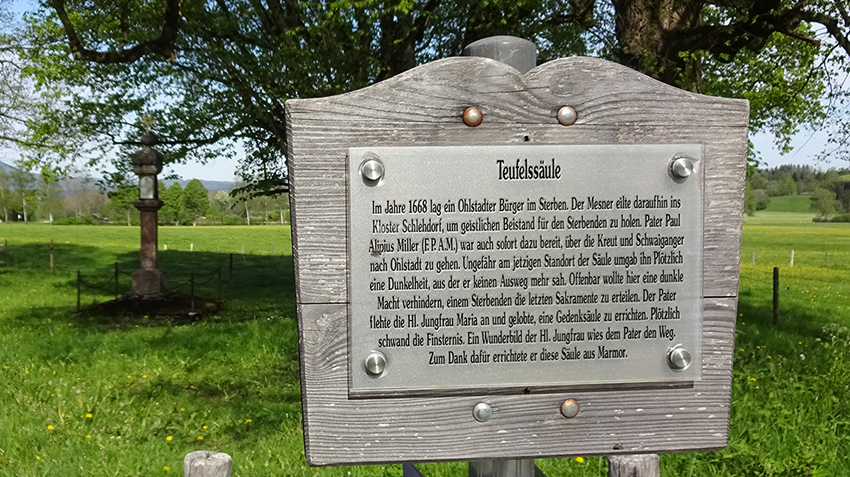 Teufelssäule
Im Jahre 1668 lag ein Ohlstadter Bürger im Sterben. Der Mesner eilte daraufhin ins
Kloster Schlehdorf, um geistlichen Beistand für den Sterbenden zu holen. Pater Paul
Alipius Miller (F. P. A. M.) war auch sofort dazu bereit, über die Kreut und Schwaiganger
nach Ohlstadt zu gehen. Ungefähr am jetzigen Standort der Säule umgab ihn Plötzlich
eine Dunkelheit, aus der er keinen Ausweg mehr sah. Offenbar wollte hier eine dunkle
Macht verhindern, einem Sterbenden die letzten Sakramente zu erteilen. Der Pater
flehte die Hl. Jungfrau Maria an und gelobte, eine Gedenksäule zu errichten. Plötzlich
schwand die Finsternis. Ein Wunderbild der Hl. Jungfrau wies dem Pater den Weg.
Zum Dank dafür errichtete er diese Säule aus Marmor.